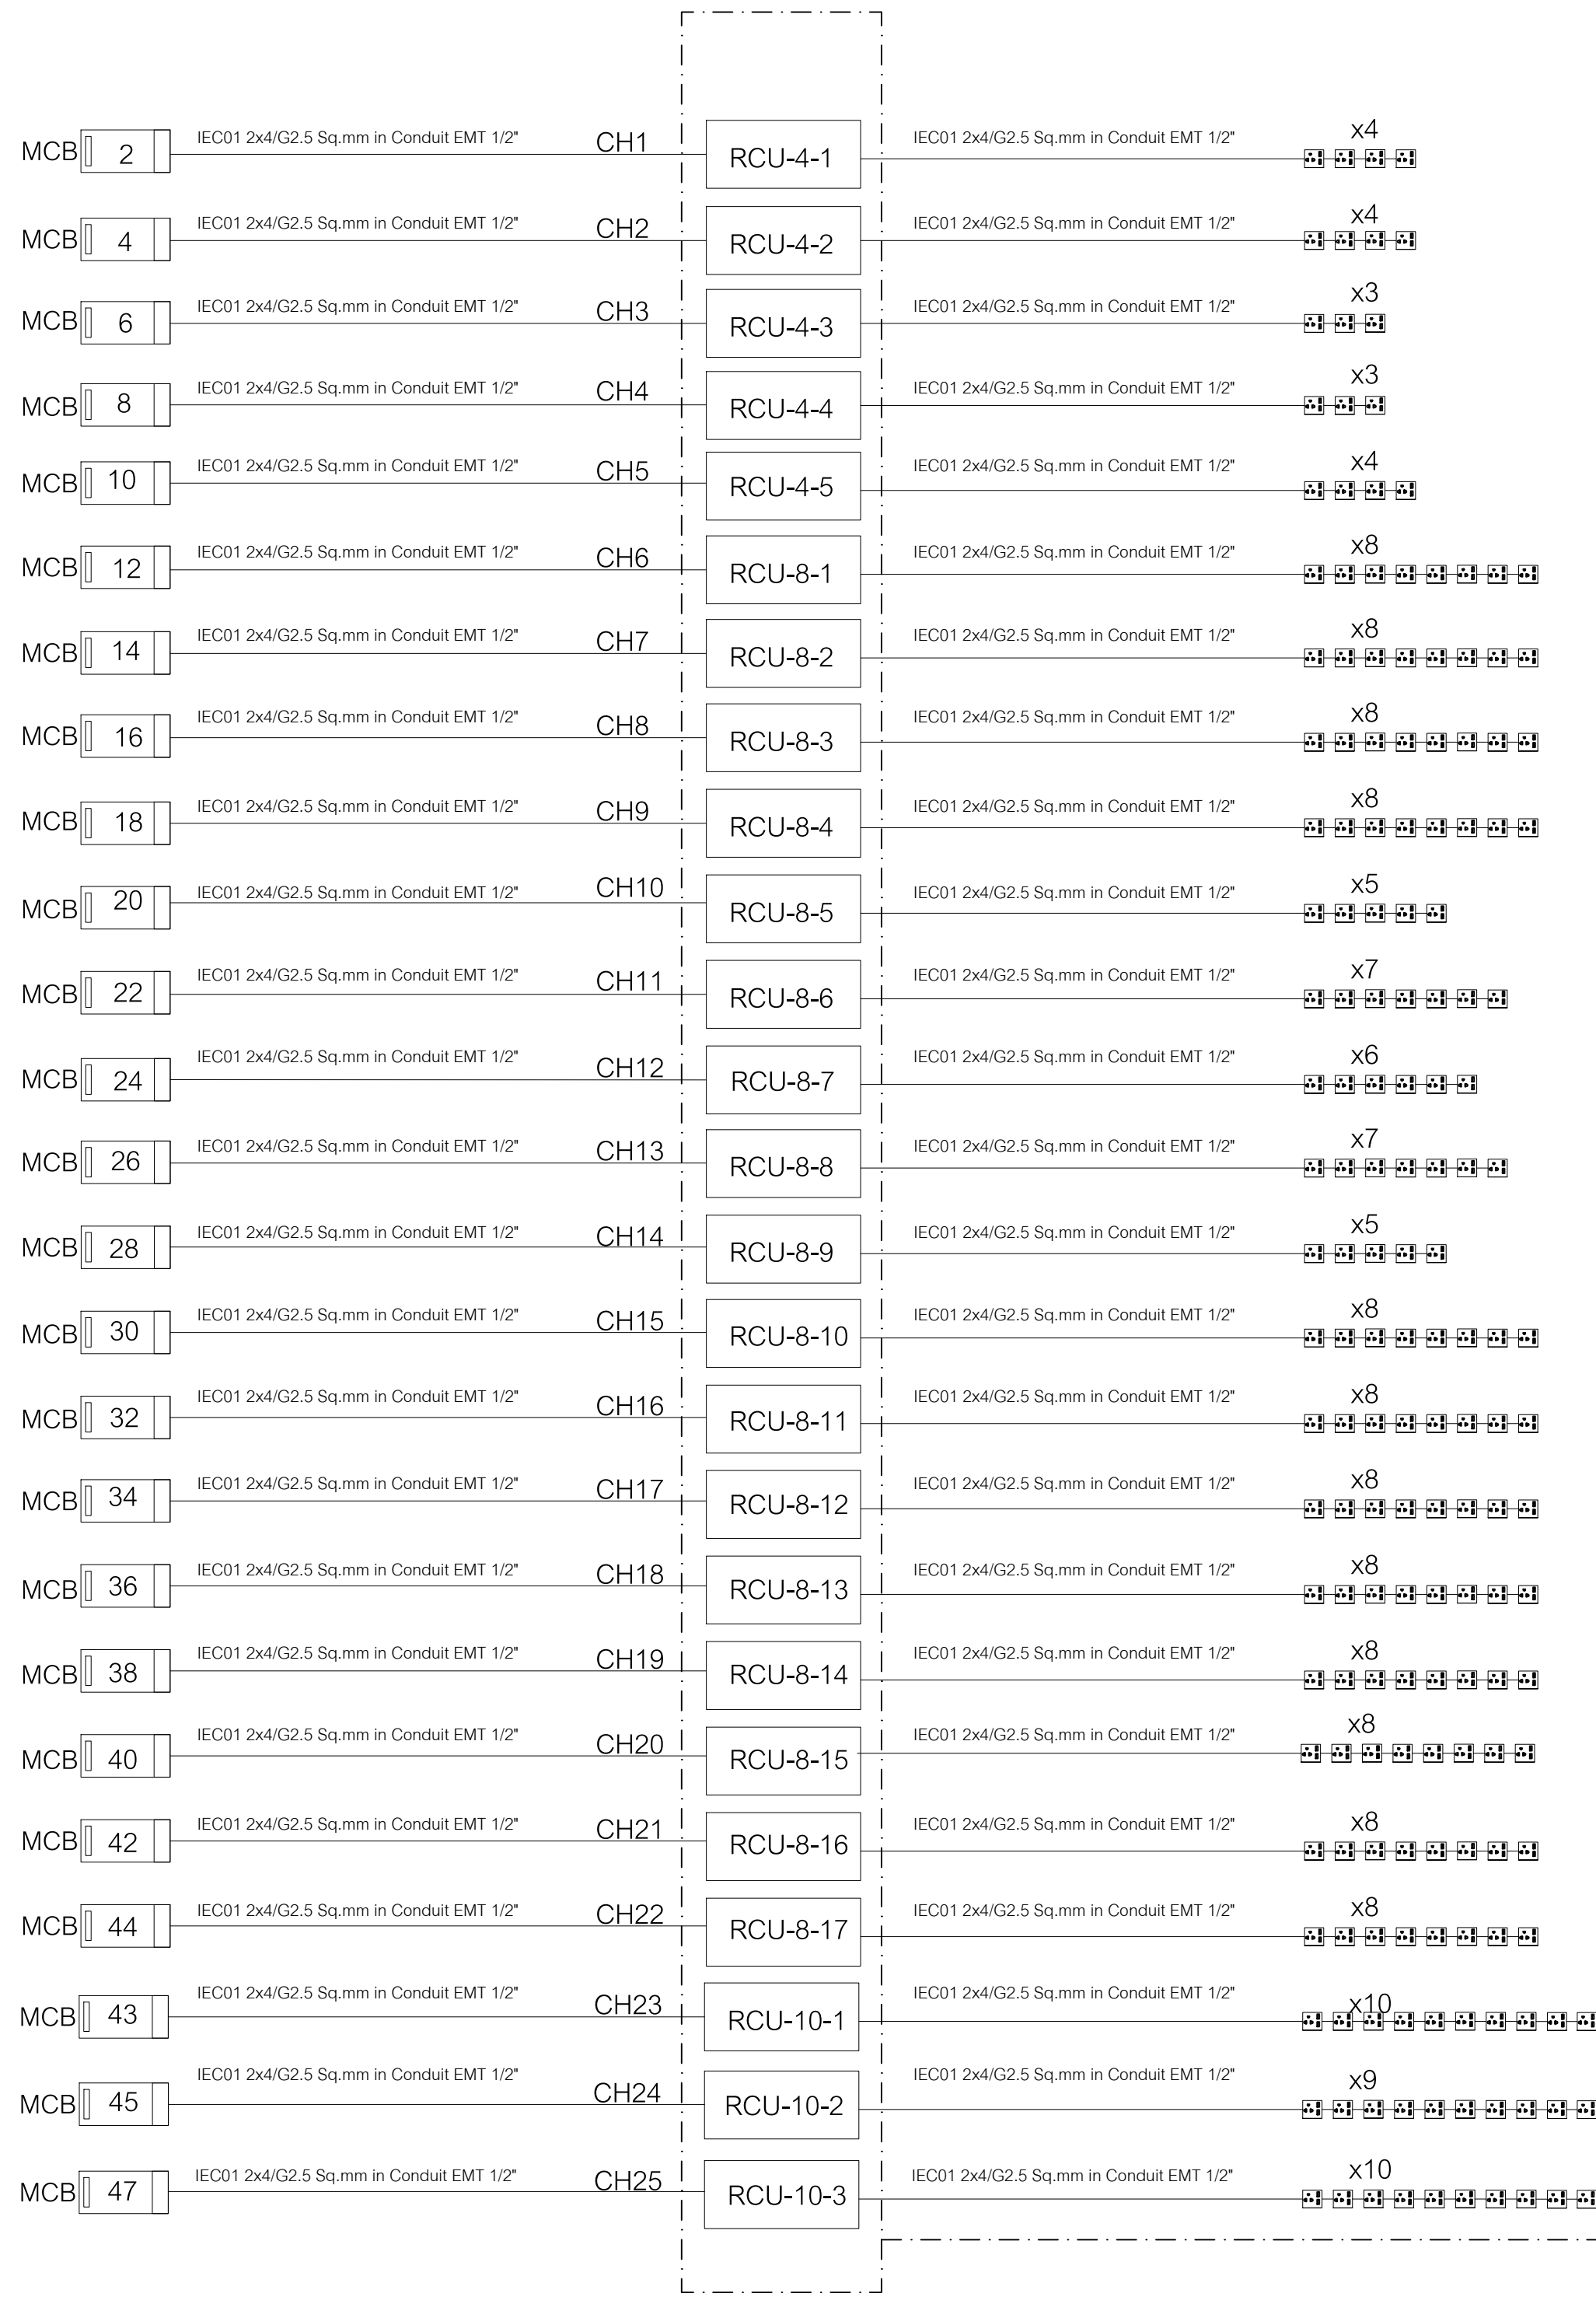 MCB 2 IEC01 2x4/G2.5 Sq.mm in Conduit EMT 1/2" CH1 RCU-4-1 IEC01 2x4/G2.5 Sq.mm in Conduit EMT 1/2" x4
MCB 4 IEC01 2x4/G2.5 Sq.mm in Conduit EMT 1/2" CH2 RCU-4-2 IEC01 2x4/G2.5 Sq.mm in Conduit EMT 1/2" x4
MCB 6 IEC01 2x4/G2.5 Sq.mm in Conduit EMT 1/2" CH3 RCU-4-3 IEC01 2x4/G2.5 Sq.mm in Conduit EMT 1/2" x3
MCB 8 IEC01 2x4/G2.5 Sq.mm in Conduit EMT 1/2" CH4 RCU-4-4 IEC01 2x4/G2.5 Sq.mm in Conduit EMT 1/2" x3
MCB 10 IEC01 2x4/G2.5 Sq.mm in Conduit EMT 1/2" CH5 RCU-4-5 IEC01 2x4/G2.5 Sq.mm in Conduit EMT 1/2" x4
MCB 12 IEC01 2x4/G2.5 Sq.mm in Conduit EMT 1/2" CH6 RCU-8-1 IEC01 2x4/G2.5 Sq.mm in Conduit EMT 1/2" x8
MCB 14 IEC01 2x4/G2.5 Sq.mm in Conduit EMT 1/2" CH7 RCU-8-2 IEC01 2x4/G2.5 Sq.mm in Conduit EMT 1/2" x8
MCB 16 IEC01 2x4/G2.5 Sq.mm in Conduit EMT 1/2" CH8 RCU-8-3 IEC01 2x4/G2.5 Sq.mm in Conduit EMT 1/2" x8
MCB 18 IEC01 2x4/G2.5 Sq.mm in Conduit EMT 1/2" CH9 RCU-8-4 IEC01 2x4/G2.5 Sq.mm in Conduit EMT 1/2" x8
MCB 20 IEC01 2x4/G2.5 Sq.mm in Conduit EMT 1/2" CH10 RCU-8-5 IEC01 2x4/G2.5 Sq.mm in Conduit EMT 1/2" x5
MCB 22 IEC01 2x4/G2.5 Sq.mm in Conduit EMT 1/2" CH11 RCU-8-6 IEC01 2x4/G2.5 Sq.mm in Conduit EMT 1/2" x7
MCB 24 IEC01 2x4/G2.5 Sq.mm in Conduit EMT 1/2" CH12 RCU-8-7 IEC01 2x4/G2.5 Sq.mm in Conduit EMT 1/2" x6
MCB 26 IEC01 2x4/G2.5 Sq.mm in Conduit EMT 1/2" CH13 RCU-8-8 IEC01 2x4/G2.5 Sq.mm in Conduit EMT 1/2" x7
MCB 28 IEC01 2x4/G2.5 Sq.mm in Conduit EMT 1/2" CH14 RCU-8-9 IEC01 2x4/G2.5 Sq.mm in Conduit EMT 1/2" x5
MCB 30 IEC01 2x4/G2.5 Sq.mm in Conduit EMT 1/2" CH15 RCU-8-10 IEC01 2x4/G2.5 Sq.mm in Conduit EMT 1/2" x8
MCB 32 IEC01 2x4/G2.5 Sq.mm in Conduit EMT 1/2" CH16 RCU-8-11 IEC01 2x4/G2.5 Sq.mm in Conduit EMT 1/2" x8
MCB 34 IEC01 2x4/G2.5 Sq.mm in Conduit EMT 1/2" CH17 RCU-8-12 IEC01 2x4/G2.5 Sq.mm in Conduit EMT 1/2" x8
MCB 36 IEC01 2x4/G2.5 Sq.mm in Conduit EMT 1/2" CH18 RCU-8-13 IEC01 2x4/G2.5 Sq.mm in Conduit EMT 1/2" x8
MCB 38 IEC01 2x4/G2.5 Sq.mm in Conduit EMT 1/2" CH19 RCU-8-14 IEC01 2x4/G2.5 Sq.mm in Conduit EMT 1/2" x8
MCB 40 IEC01 2x4/G2.5 Sq.mm in Conduit EMT 1/2" CH20 RCU-8-15 IEC01 2x4/G2.5 Sq.mm in Conduit EMT 1/2" x8
MCB 42 IEC01 2x4/G2.5 Sq.mm in Conduit EMT 1/2" CH21 RCU-8-16 IEC01 2x4/G2.5 Sq.mm in Conduit EMT 1/2" x8
MCB 44 IEC01 2x4/G2.5 Sq.mm in Conduit EMT 1/2" CH22 RCU-8-17 IEC01 2x4/G2.5 Sq.mm in Conduit EMT 1/2" x8
MCB 43 IEC01 2x4/G2.5 Sq.mm in Conduit EMT 1/2" CH23 RCU-10-1 IEC01 2x4/G2.5 Sq.mm in Conduit EMT 1/2" x10
MCB 45 IEC01 2x4/G2.5 Sq.mm in Conduit EMT 1/2" CH24 RCU-10-2 IEC01 2x4/G2.5 Sq.mm in Conduit EMT 1/2" x9
MCB 47 IEC01 2x4/G2.5 Sq.mm in Conduit EMT 1/2" CH25 RCU-10-3 IEC01 2x4/G2.5 Sq.mm in Conduit EMT 1/2" x10